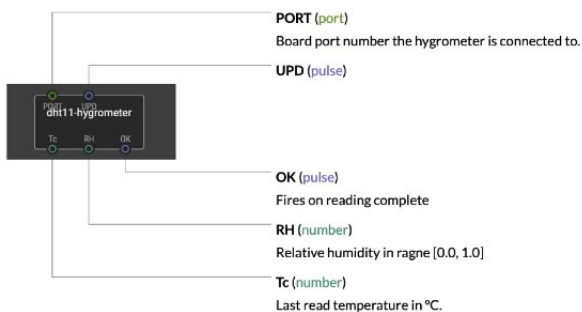 PORT (port)
Board port number the hygrometer is connected to.
UPD (pulse)
PORT UPD
dht11-hygrometer
Tc RH OK
OK (pulse)
Fires on reading complete
RH (number)
Relative humidity in ragne [0.0, 1.0]
Tc (number)
Last read temperature in °C.